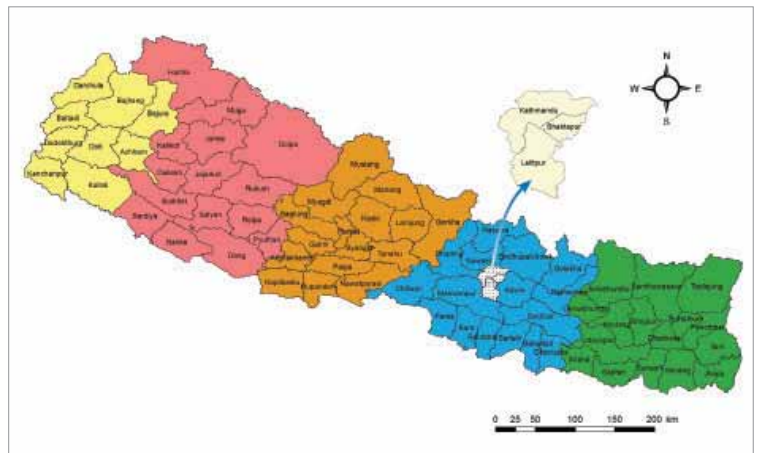 N
W E
S
Darchula
Humla
Bajhang
Bajura
Baitadi
Mugu
Dadeldhura
Doti
Achham
Kalikot
Jumla
Dolpa
Kanchanpur
Kailali
Dailekh
Jajarkot
Mustang
Rukum
Manang
Surkhet
Bardiya
Salyan
Rolpa
Myagdi
Baglung
Kaski
Lamjung
Gorkha
Banke
Pyuthan
Dang
Parbat
Gulmi
Syangja
Tanahu
Palpa
Kapilbastu
Rupandehi
Nawalparasi
Kathmandu
Bhaktapur
Lalitpur
Rasuwa
Dhading
Nuwakot
Sindhupalchowk
Dolakha
Chitwan
Makwanpur
Kavre
Ramechhap
Sindhuli
Parsa
Bara
Rautahat
Sarlahi
Mahottari
Dhanusha
Solukhumbu
Sankhuwasabha
Taplejung
Okhaldhunga
Khotang
Bhojpur
Panchthar
Dhankuta
Ilam
Udayapur
Siraha
Saptari
Sunsari
Morang
Jhapa
0 25 50 100 150 200 km